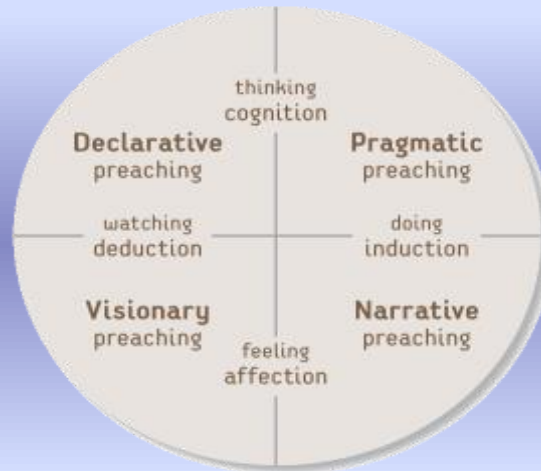 thinking
cognition
Declarative
preaching
Pragmatic
preaching
watching
deduction
doing
induction
Visionary
preaching
Narrative
preaching
feeling
affection